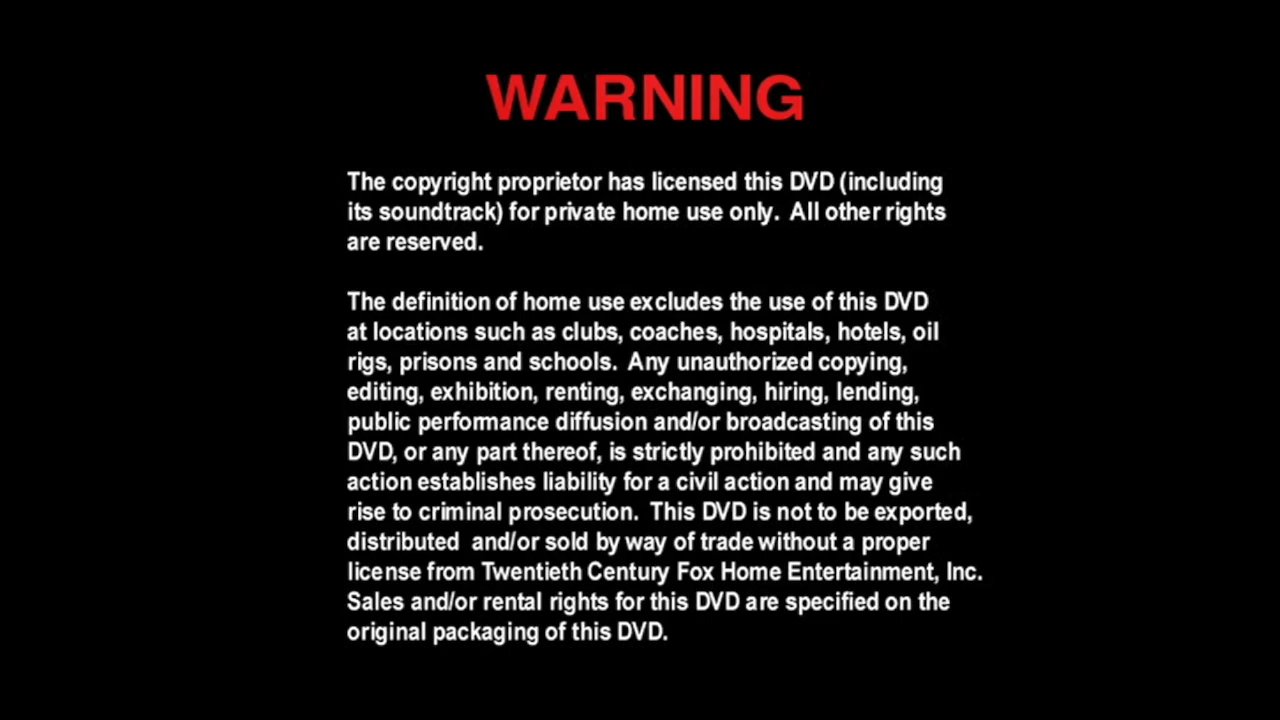 WARNING
The copyright proprietor has licensed this DVD (including
its soundtrack) for private home use only.  All other rights
are reserved.
The definition of home use excludes the use of this DVD
at locations such as clubs, coaches, hospitals, hotels, oil
rigs, prisons and schools.  Any unauthorized copying,
editing, exhibition, renting, exchanging, hiring, lending,
public performance diffusion and/or broadcasting of this
DVD, or any part thereof, is strictly prohibited and any such
action establishes liability for a civil action and may give
rise to criminal prosecution.  This DVD is not to be exported,
distributed  and/or sold by way of trade without a proper
license from Twentieth Century Fox Home Entertainment, Inc.
Sales and/or rental rights for this DVD are specified on the
original packaging of this DVD.